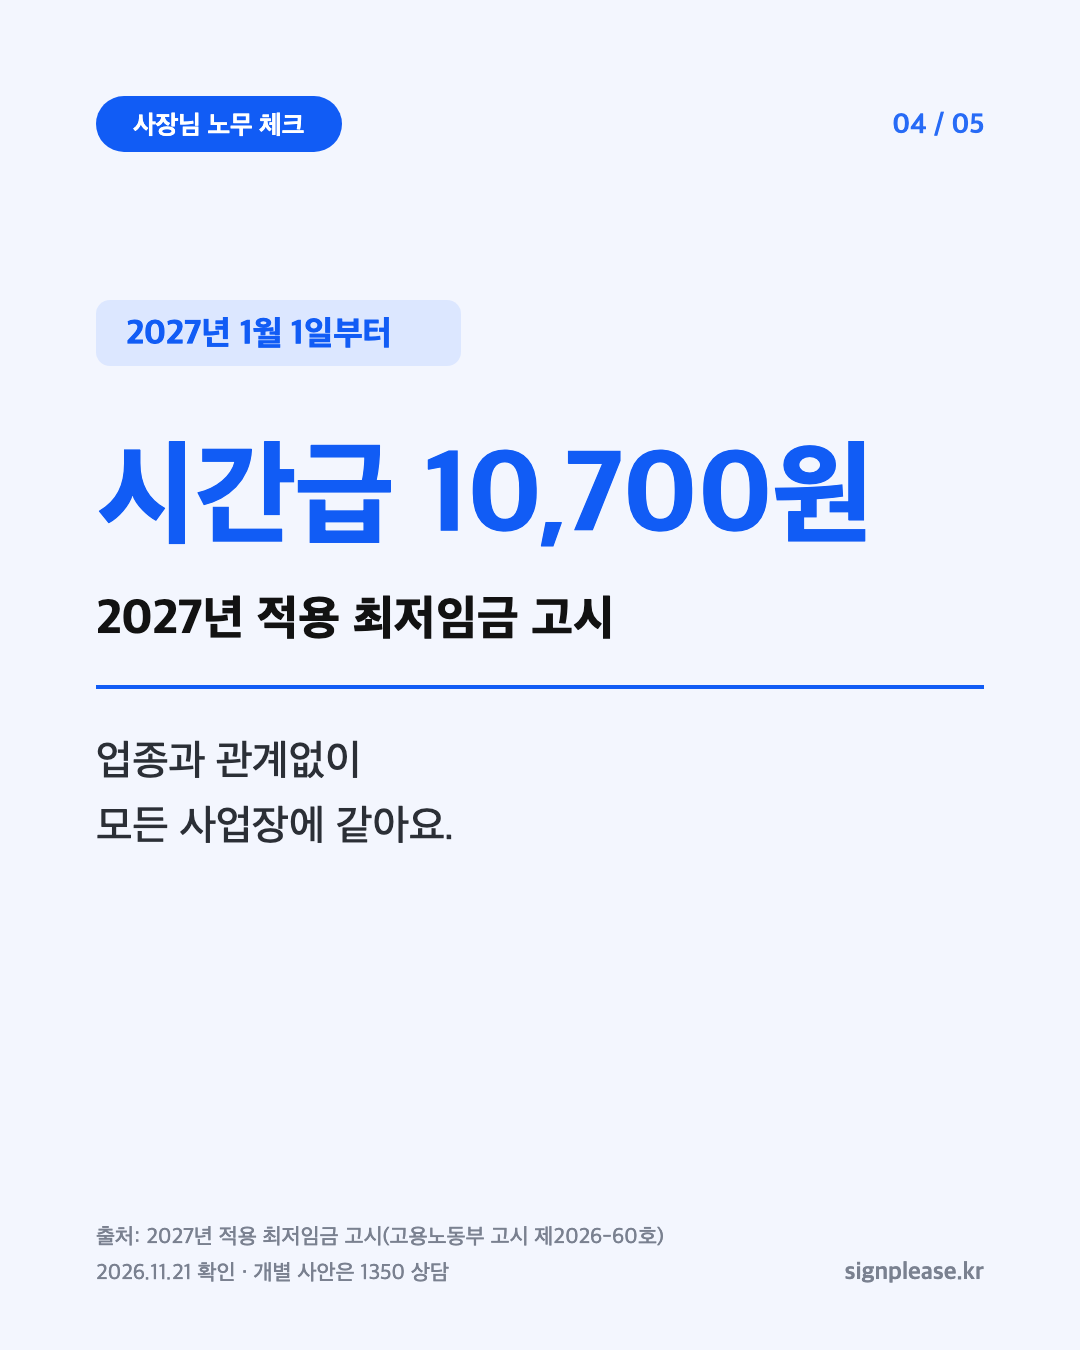 사장님 노무 체크
04 / 05
2027년 1월 1일부터
시간급 10,700원
2027년 적용 최저임금 고시
업종과 관계없이
모든 사업장에 같아요.
출처: 2027년 적용 최저임금 고시(고용노동부 고시 제2026-60호)
2026.11.21 확인 · 개별 사안은 1350 상담
signplease.kr